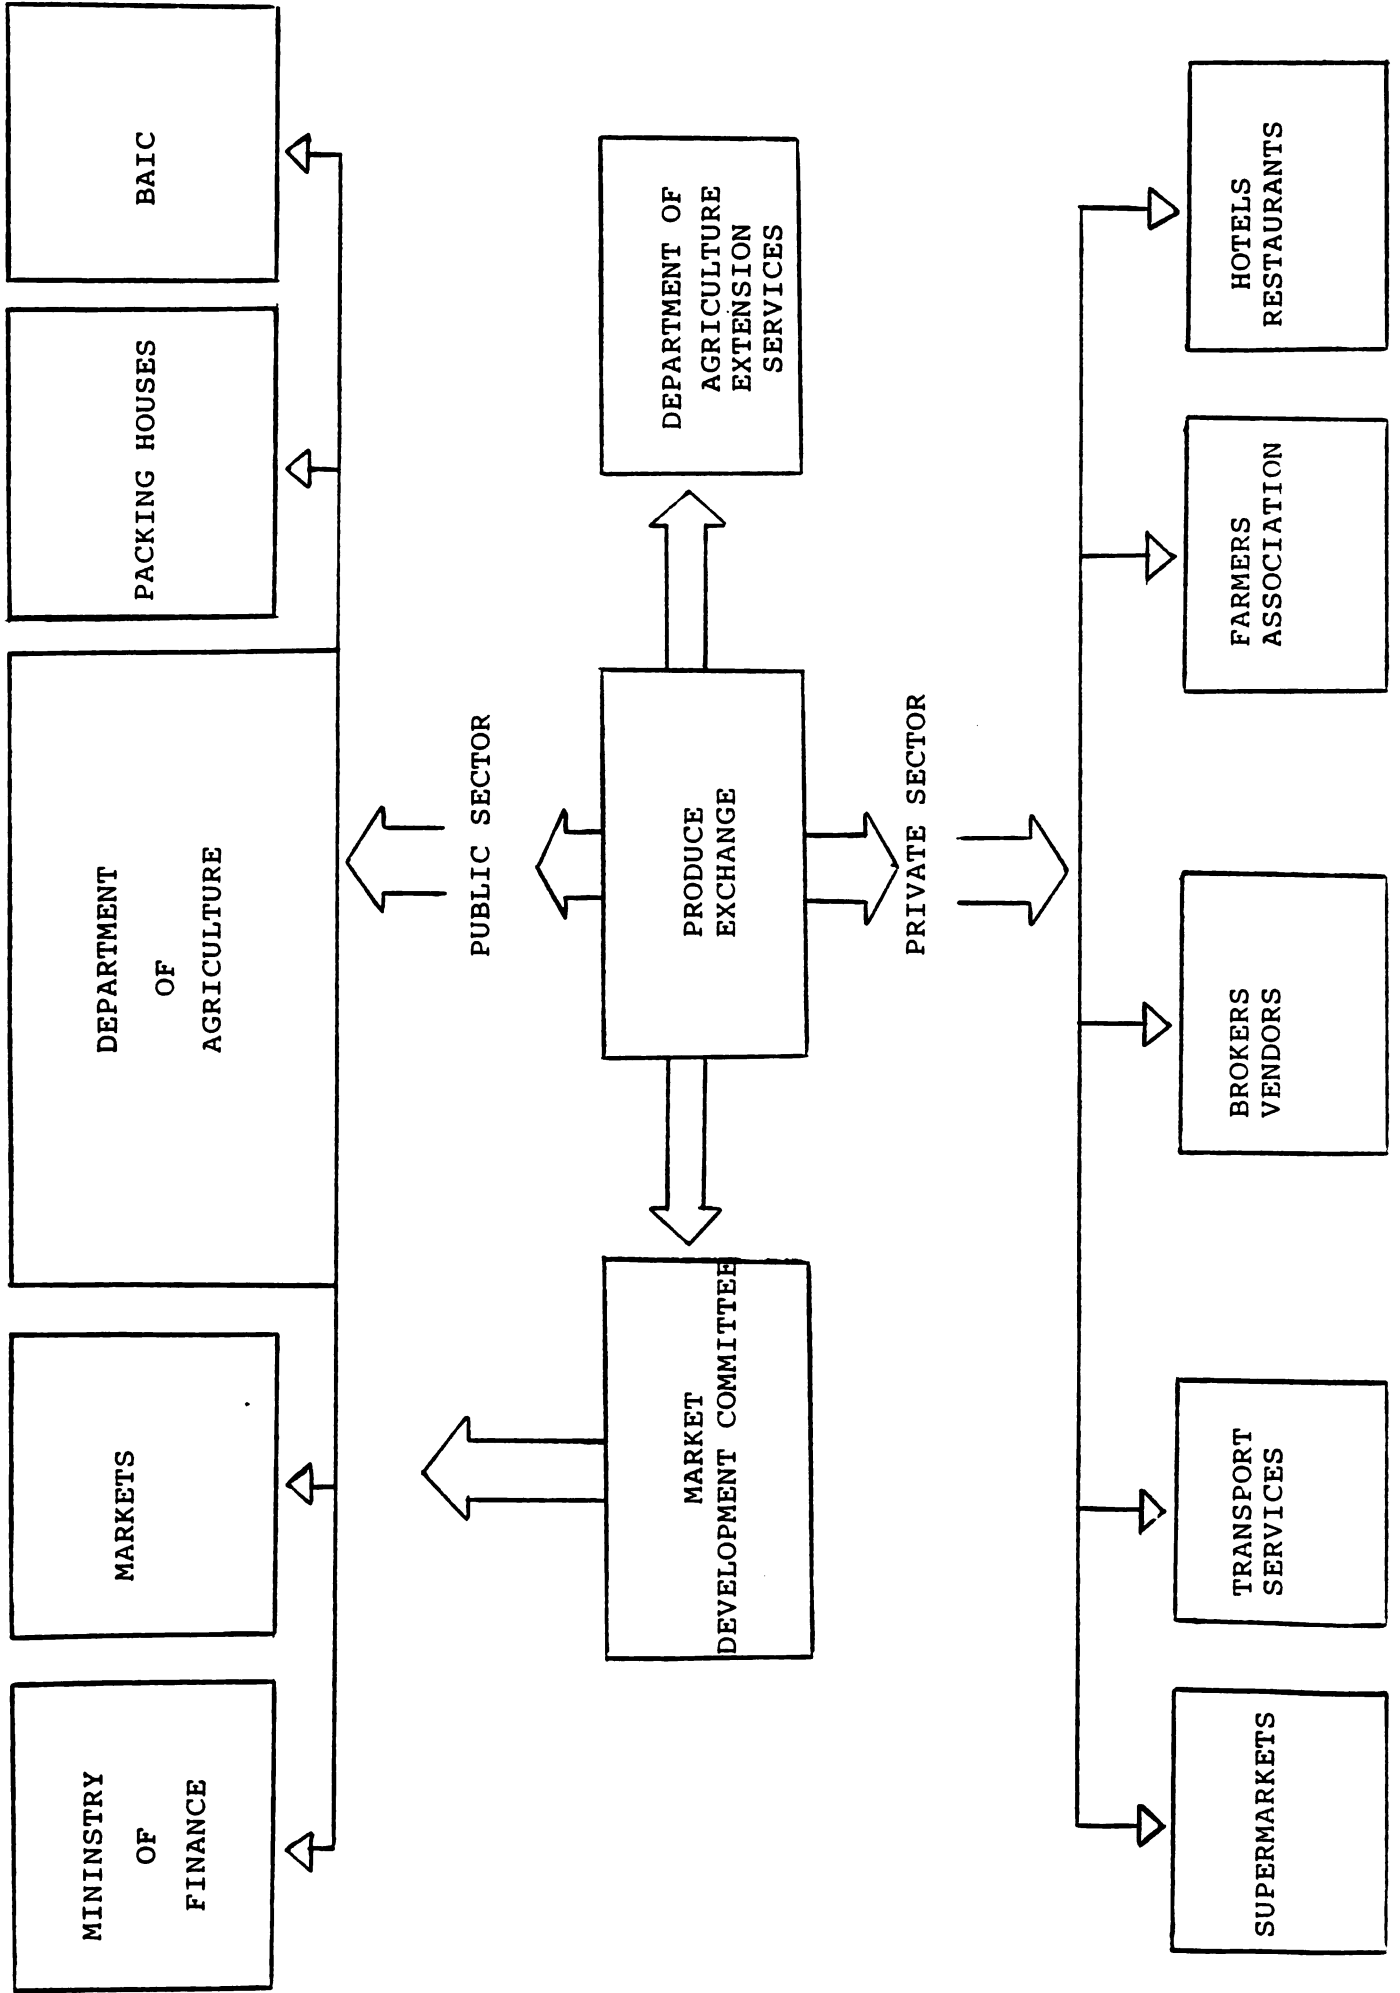 MININSTRY
OF
FINANCE
MARKETS
DEPARTMENT
OF
AGRICULTURE
PACKING HOUSES
BAIC
PUBLIC SECTOR
MARKET
DEVELOPMENT COMMITTEE
PRODUCE
EXCHANGE
DEPARTMENT OF
AGRICULTURE
EXTENSION
SERVICES
PRIVATE SECTOR
SUPERMARKETS
TRANSPORT
SERVICES
BROKERS
VENDORS
FARMERS
ASSOCIATION
HOTELS
RESTAURANTS